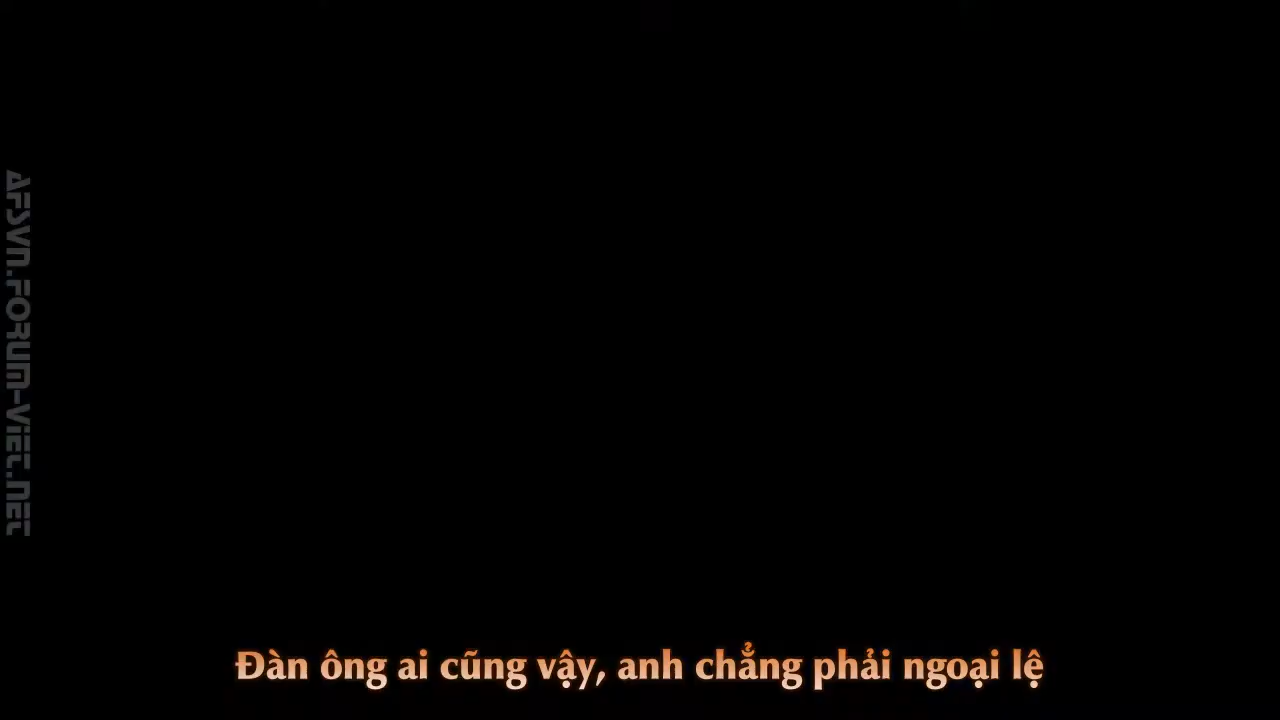 AFSVN.FORUM-VIET.NET
Đàn ông ai cũng vậy, anh chẳng phải ngoại lệ